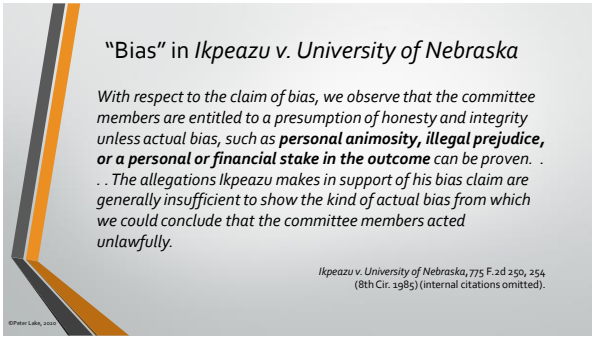 “Bias” in Ikpeazu v. University of Nebraska
With respect to the claim of bias, we observe that the committee
members are entitled to a presumption of honesty and integrity
unless actual bias, such as personal animosity, illegal prejudice,
or a personal or financial stake in the outcome can be proven. .
. . The allegations Ikpeazu makes in support of his bias claim are
generally insufficient to show the kind of actual bias from which
we could conclude that the committee members acted
unlawfully.
Ikpeazu v. University of Nebraska, 775 F.2d 250, 254
(8th Cir. 1985) (internal citations omitted).
©Peter Lake, 2020